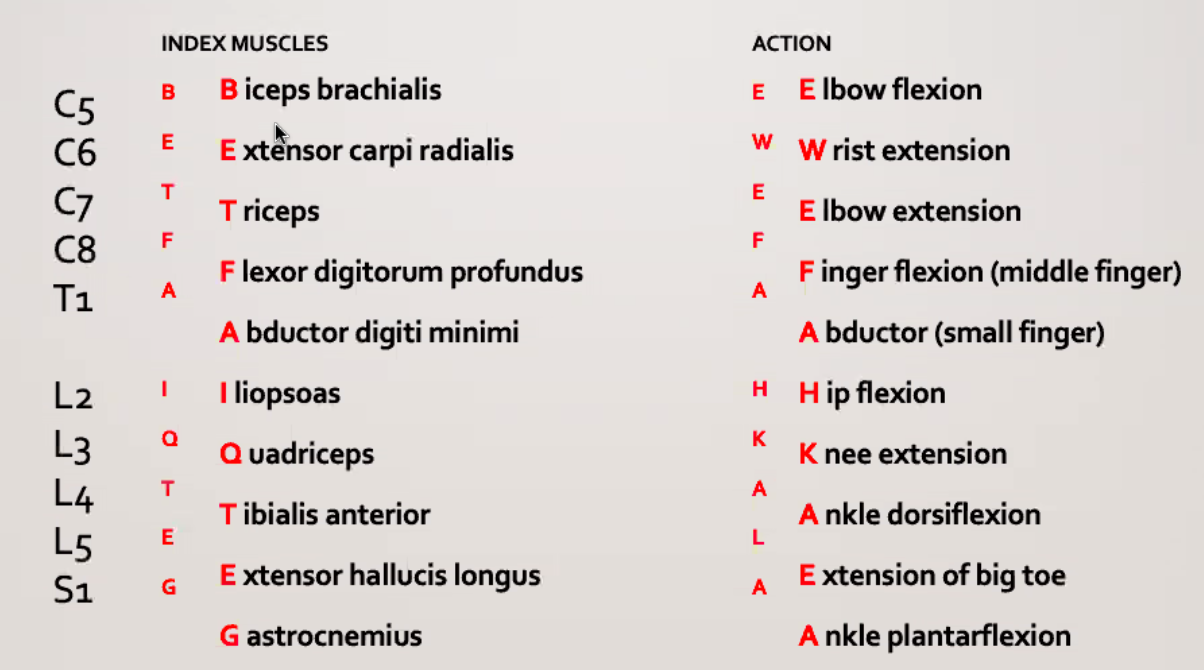 INDEX MUSCLES ACTION
C5 B B iceps brachialis E E lbow flexion
C6 E E xtensor carpi radialis W W rist extension
C7 T T riceps E E lbow extension
C8 F F lexor digitorum profundus F F inger flexion (middle finger)
T1 A A bductor digiti minimi A A bductor (small finger)
L2 I I liopsoas H H ip flexion
L3 Q Q uadriceps K K nee extension
L4 T T ibialis anterior A A nkle dorsiflexion
L5 E E xtensor hallucis longus L E xtension of big toe
S1 G G astrocnemius A A nkle plantarflexion